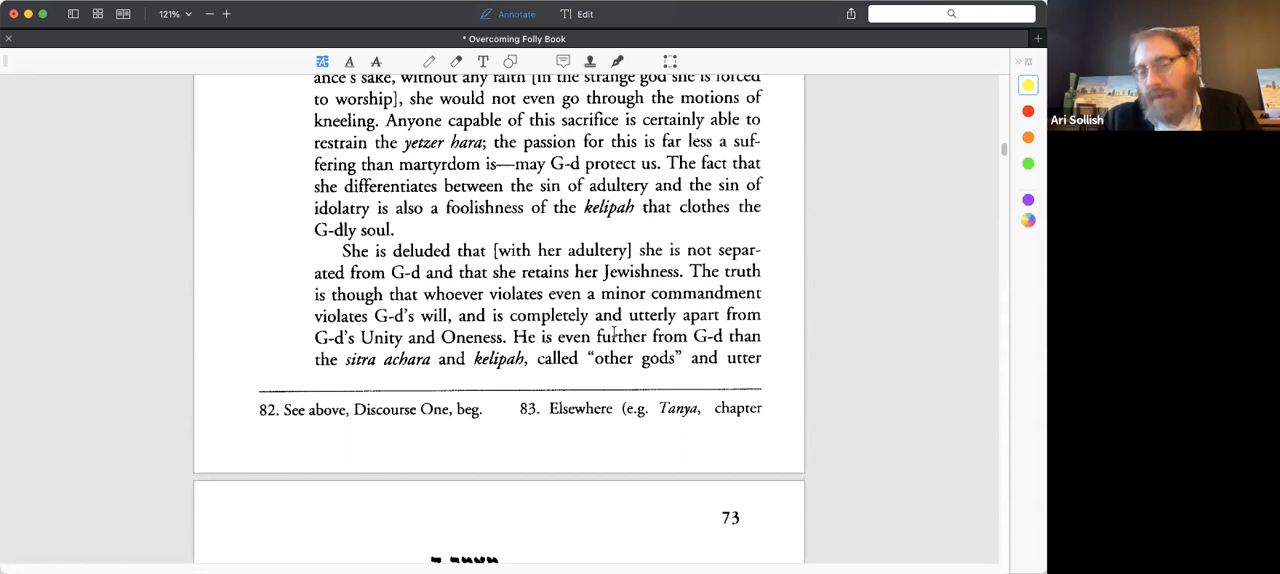 121%
Annotate
Edit
* Overcoming Folly Book
ance's sake, without any faith [in the strange god she is forced
to worship], she would not even go through the motions of
kneeling. Anyone capable of this sacrifice is certainly able to
restrain the yetzer hara; the passion for this is far less a suf-
fering than martyrdom is—may G-d protect us. The fact that
she differentiates between the sin of adultery and the sin of
idolatry is also a foolishness of the kelipah that clothes the
G-dly soul.
She is deluded that [with her adultery] she is not separ-
ated from G-d and that she retains her Jewishness. The truth
is though that whoever violates even a minor commandment
violates G-d's will, and is completely and utterly apart from
G-d's Unity and Oneness. He is even further from G-d than
the sitra achara and kelipah, called "other gods" and utter
82. See above, Discourse One, beg. 83. Elsewhere (e.g. Tanya, chapter
73
Ari Sollish